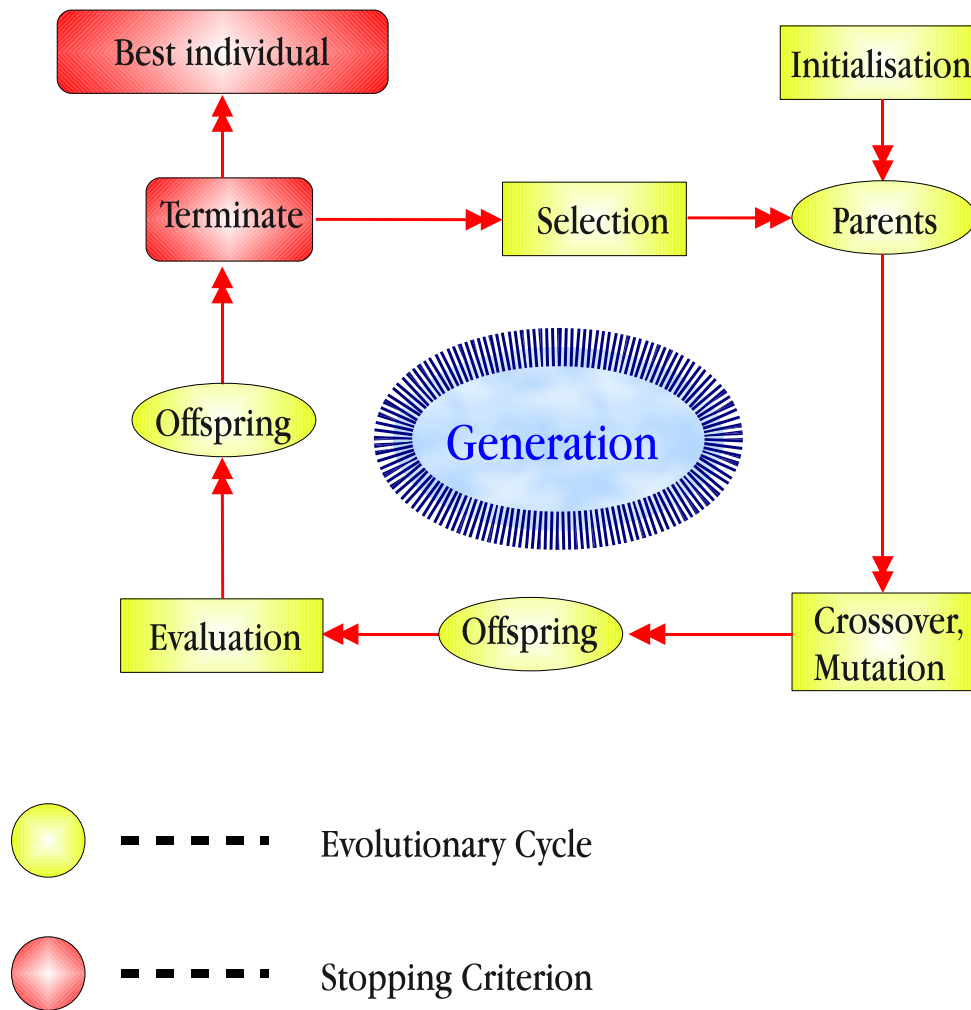 Best individual
Initialisation
Terminate
Selection
Parents
Offspring
Generation
Evaluation
Offspring
Crossover,
Mutation
Evolutionary Cycle
Stopping Criterion